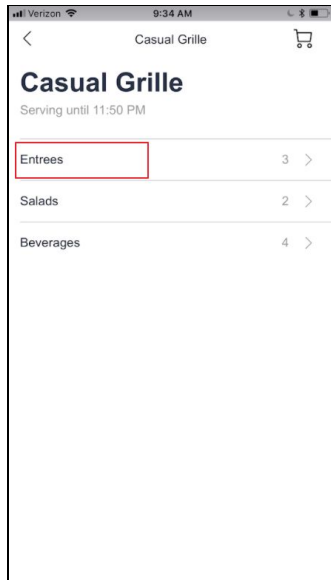 Verizon 9:34 AM
Casual Grille
Casual Grille
Serving until 11:50 PM
Entrees 3
Salads 2
Beverages 4